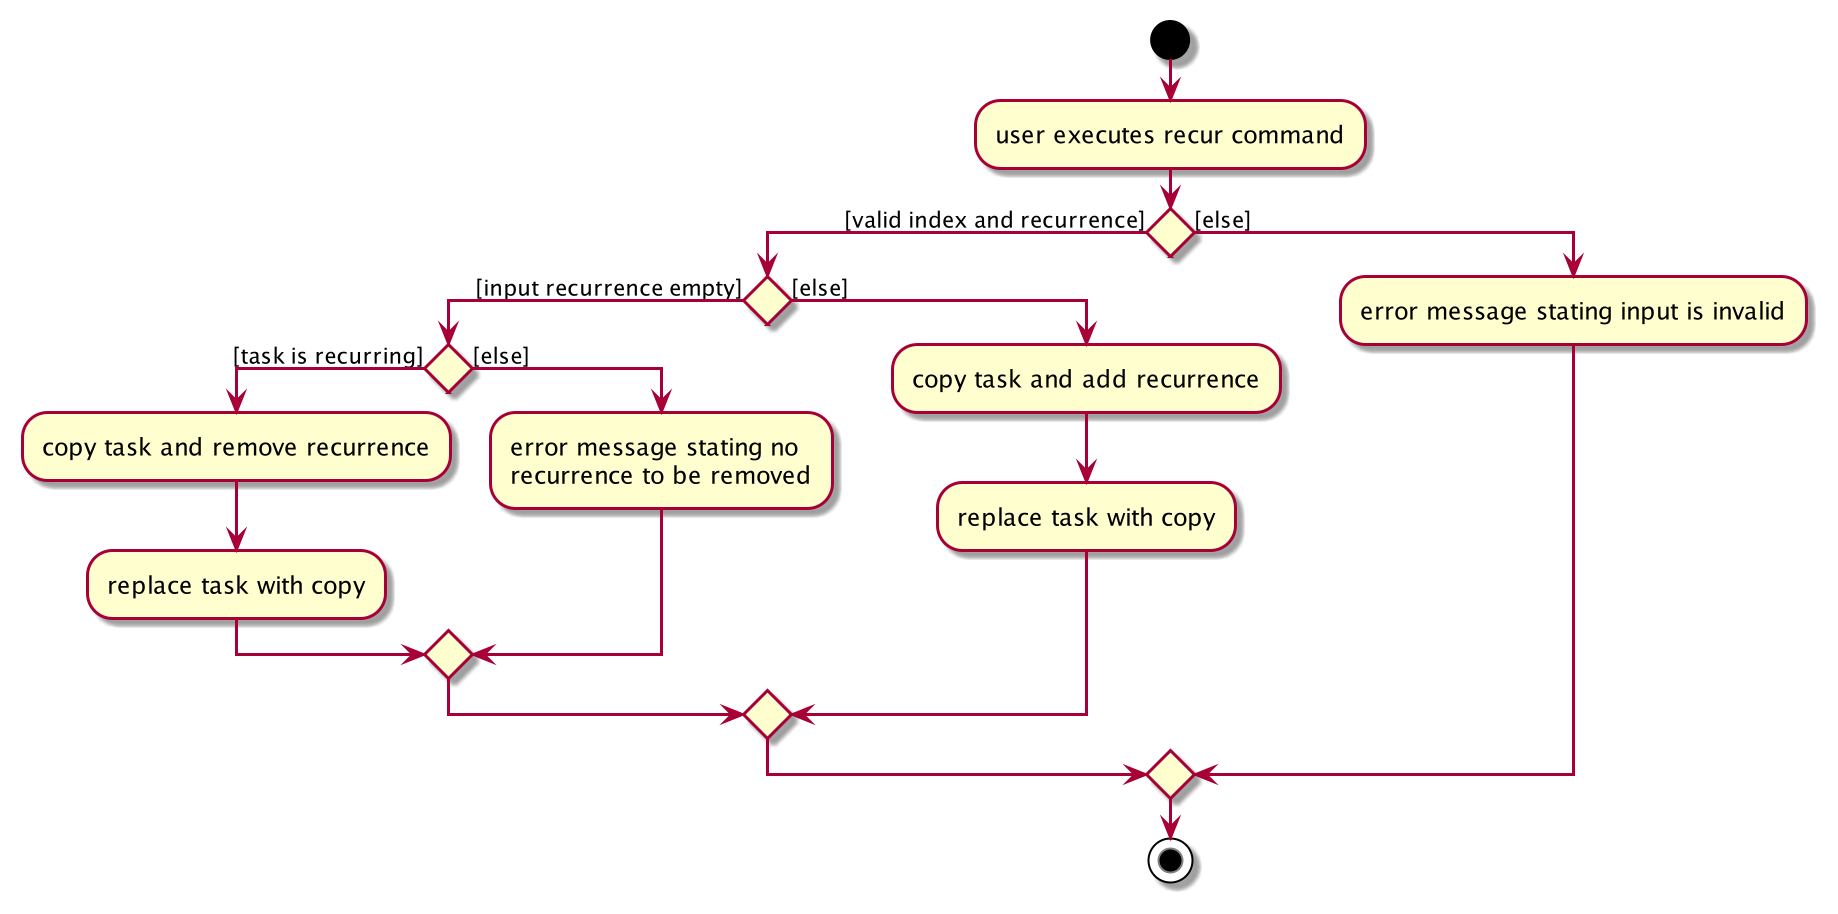 user executes recur command
[valid index and recurrence]
[else]
[input recurrence empty]
[else]
error message stating input is invalid
[task is recurring]
[else]
copy task and add recurrence
copy task and remove recurrence
error message stating no
recurrence to be removed
replace task with copy
replace task with copy